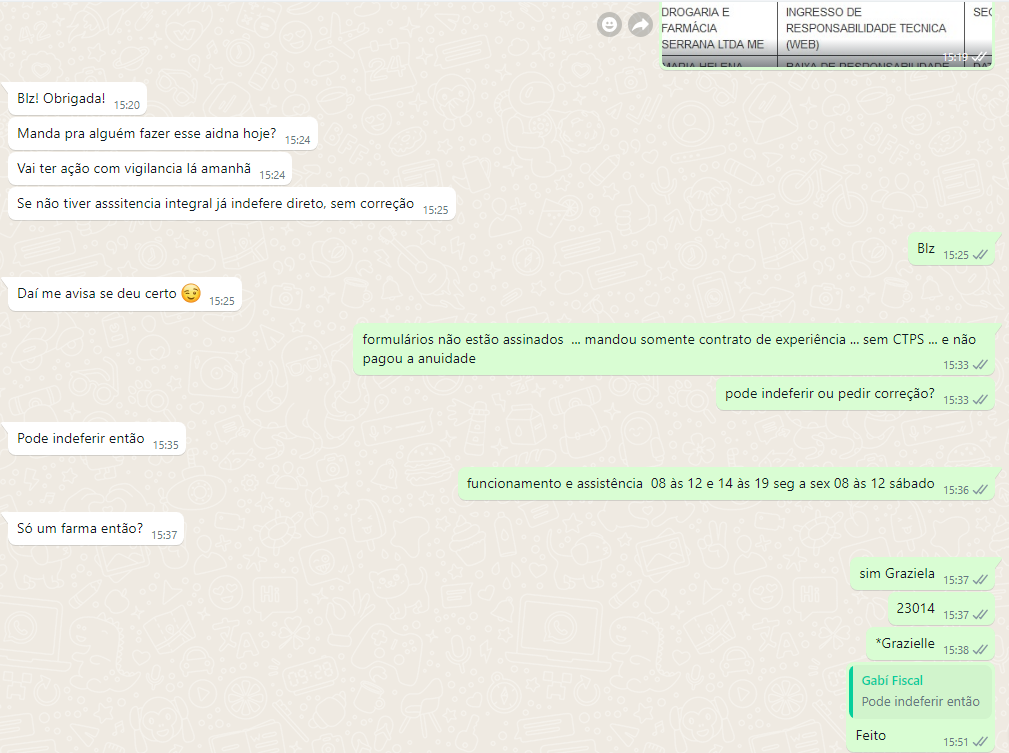 DROGARIA E
FARMÁCIA
SERRANA LTDA ME
INGRESSO DE
RESPONSABILIDADE TECNICA
(WEB)
MARIA HELENA
BAIXA DE RESPONSABILIDADE
15:19
Blz! Obrigada! 15:20
Manda pra alguém fazer esse aidna hoje? 15:24
Vai ter ação com vigilancia lá amanhã 15:24
Se não tiver asssitencia integral já indefere direto, sem correção 15:25
Blz 15:25
Daí me avisa se deu certo 😉 15:25
formulários não estão assinados ... mandou somente contrato de experiência ... sem CTPS ... e não
pagou a anuidade 15:33
pode indeferir ou pedir correção? 15:33
Pode indeferir então 15:35
funcionamento e assistência 08 às 12 e 14 às 19 seg a sex 08 às 12 sábado 15:36
Só um farma então? 15:37
sim Graziela 15:37
23014 15:37
*Grazielle 15:38
Gabí Fiscal
Pode indeferir então
Feito 15:51